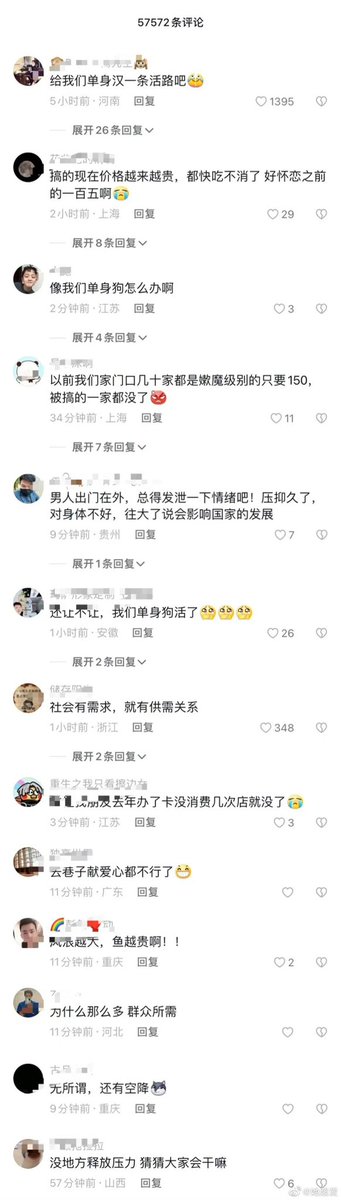 57572条评论
给我们单身汉一条活路吧
5小时前·河南 回复
1395
展开26条回复
搞的现在价格越来越贵，都快吃不消了 好怀恋之前
的一百五啊
2小时前·上海 回复
29
展开8条回复
像我们单身狗怎么办啊
2分钟前·江苏 回复
3
展开4条回复
以前我们家门口几十家都是嫩魔级别的只要150，
被搞的一家都没了
34分钟前·上海 回复
11
展开7条回复
男人出门在外，总得发泄一下情绪吧！压抑久了，
对身体不好，往大了说会影响国家的发展
9分钟前·贵州 回复
7
展开1条回复
还让不让，我们单身狗活了
1小时前·安徽 回复
26
展开2条回复
社会有需求，就有供需关系
1小时前·浙江 回复
348
展开2条回复
重生之我只看擦边女
我朋友去年办了卡没消费几次店就没了
3分钟前·江苏 回复
3
去巷子献爱心都不行了
11分钟前·广东 回复
风浪越大，鱼越贵啊！！
11分钟前·重庆 回复
2
为什么那么多 群众所需
11分钟前·河北 回复
无所谓，还有空降
9分钟前·重庆 回复
没地方释放压力 猜猜大家会干嘛
57分钟前·山西 回复
6